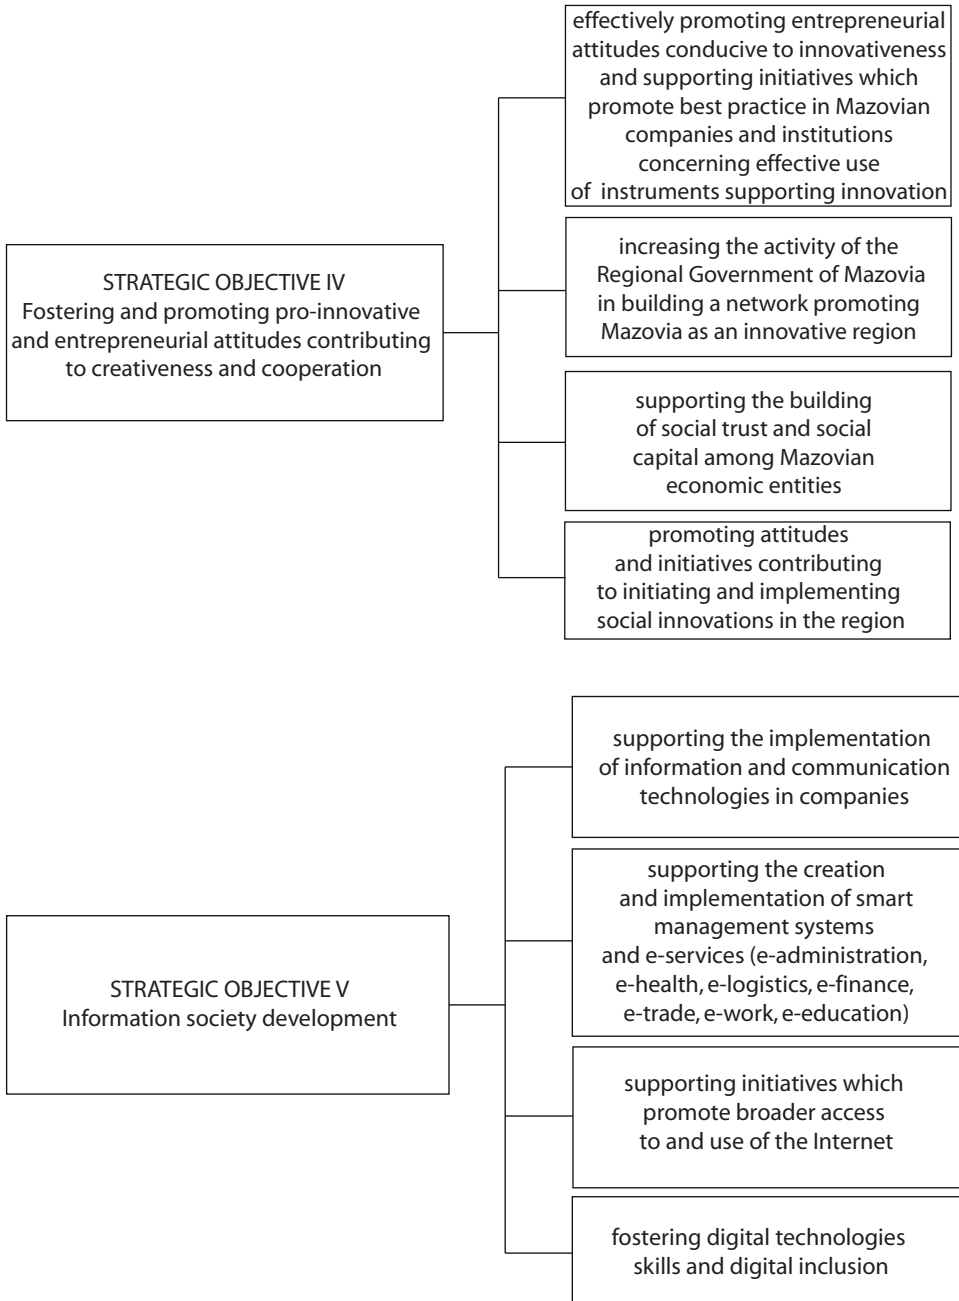 effectively promoting entrepreneurial
attitudes conducive to innovativeness
and supporting initiatives which
promote best practice in Mazovian
companies and institutions
concerning effective use
of instruments supporting innovation
STRATEGIC OBJECTIVE IV
Fostering and promoting pro-innovative
and entrepreneurial attitudes contributing
to creativeness and cooperation
increasing the activity of the
Regional Government of Mazovia
in building a network promoting
Mazovia as an innovative region
supporting the building
of social trust and social
capital among Mazovian
economic entities
promoting attitudes
and initiatives contributing
to initiating and implementing
social innovations in the region
supporting the implementation
of information and communication
technologies in companies
STRATEGIC OBJECTIVE V
Information society development
supporting the creation
and implementation of smart
management systems
and e-services (e-administration,
e-health, e-logistics, e-finance,
e-trade, e-work, e-education)
supporting initiatives which
promote broader access
to and use of the Internet
fostering digital technologies
skills and digital inclusion